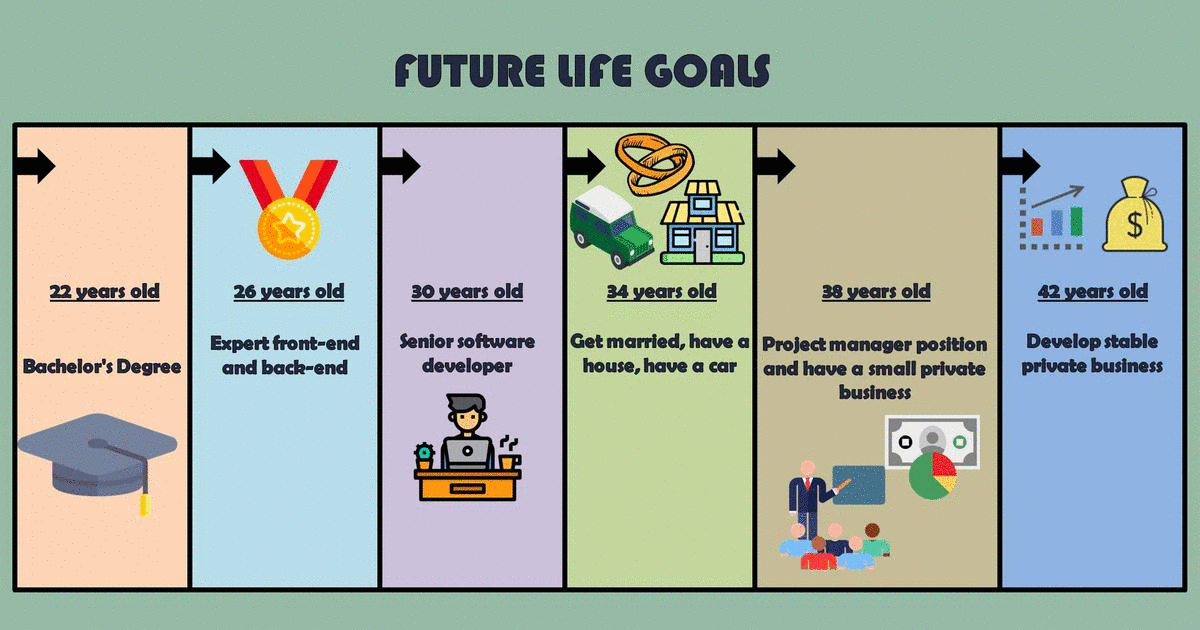 FUTURE LIFE GOALS
22 years old
Bachelor's Degree
26 years old
Expert front-end
and back-end
30 years old
Senior software
developer
34 years old
Get married, have a
house, have a car
38 years old
Project manager position
and have a small private
business
42 years old
Develop stable
private business
$